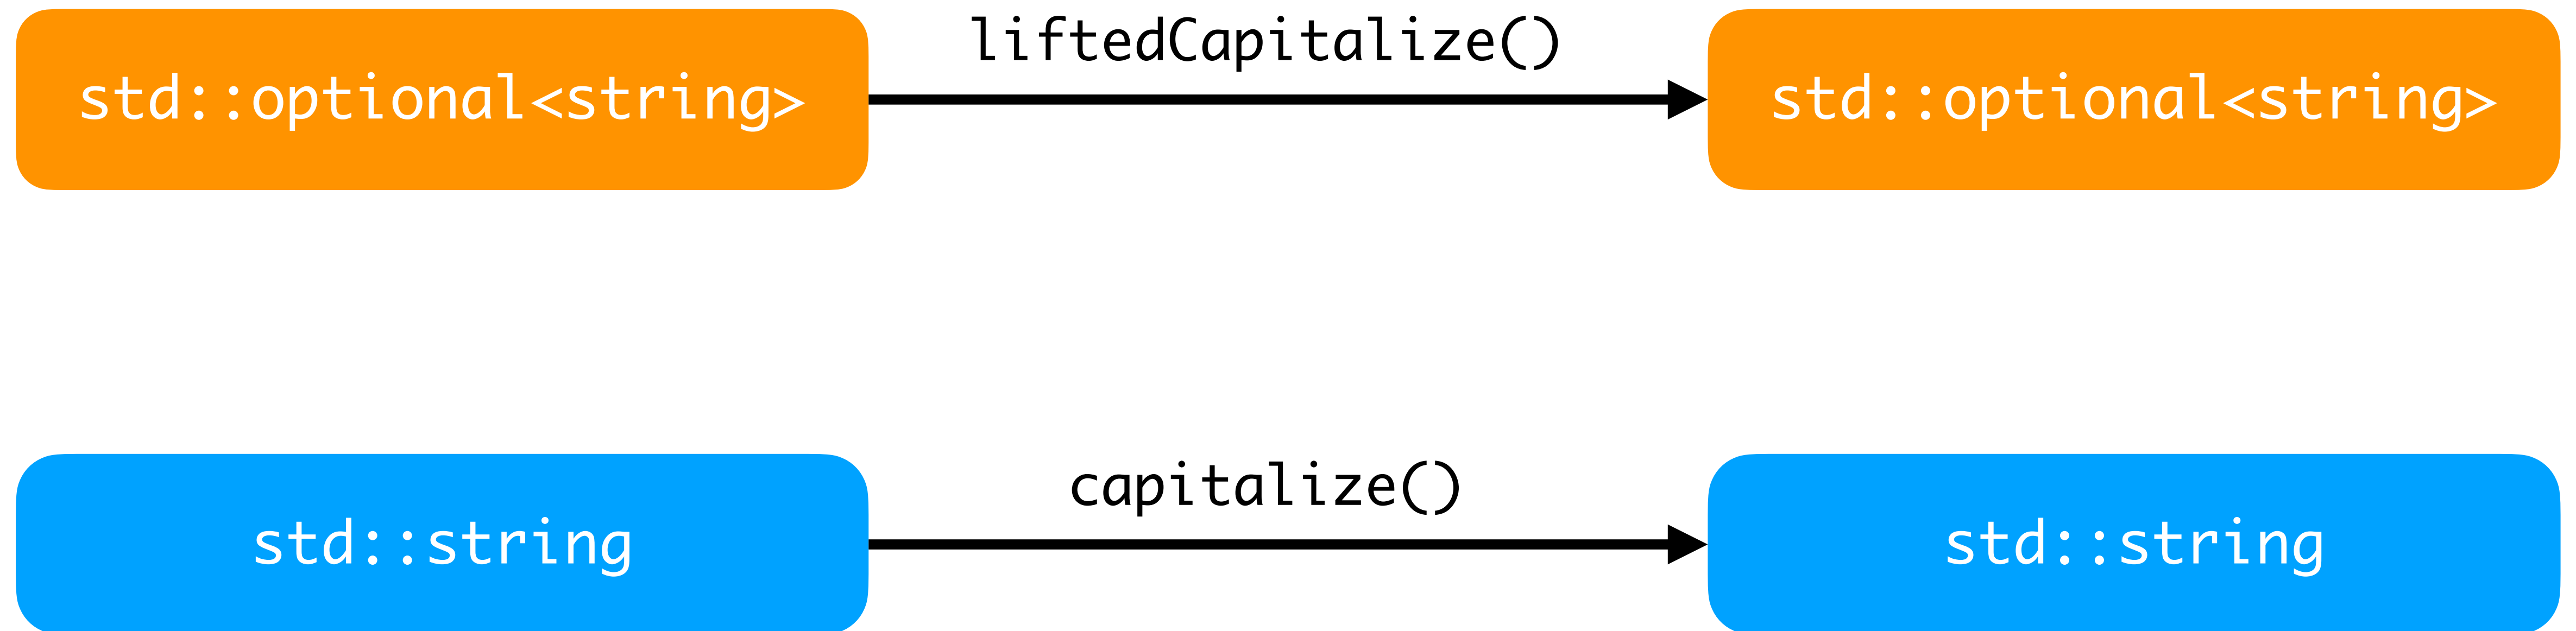 liftedCapitalize()
std::optional<string>
std::optional<string>
capitalize()
std::string
std::string